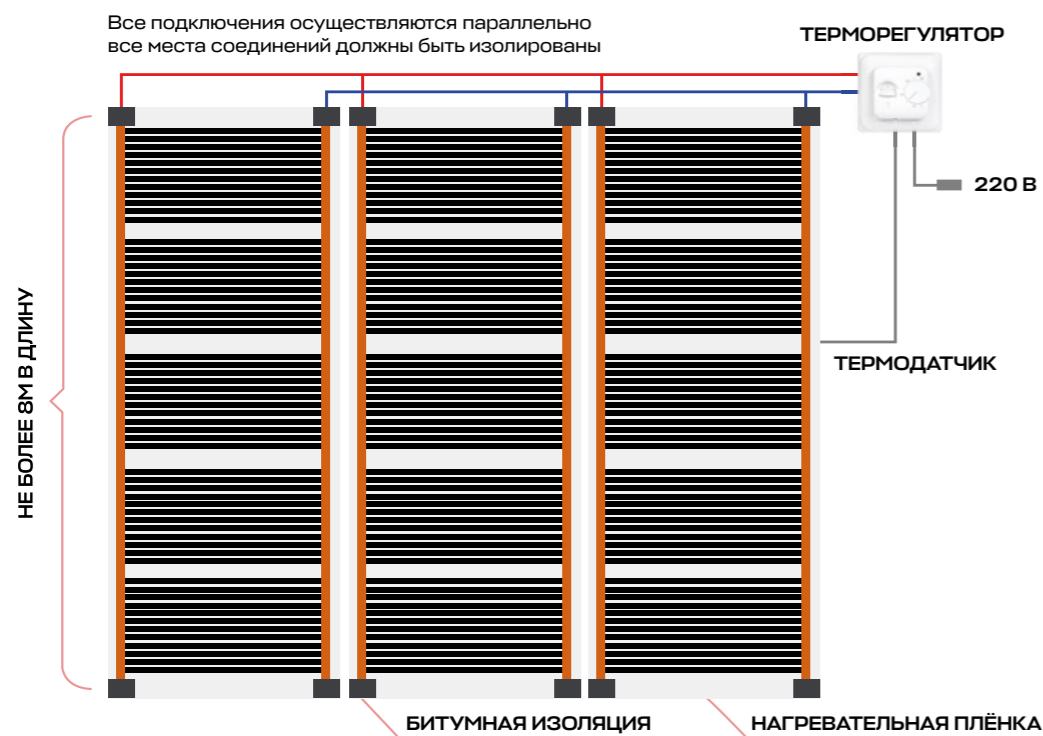 Все подключения осуществляются параллельно
все места соединений должны быть изолированы
ТЕРМОРЕГУЛЯТОР
220 В
ТЕРМОДАТЧИК
НЕ БОЛЕЕ 8М В ДЛИНУ
БИТУМНАЯ ИЗОЛЯЦИЯ
НАГРЕВАТЕЛЬНАЯ ПЛЁНКА